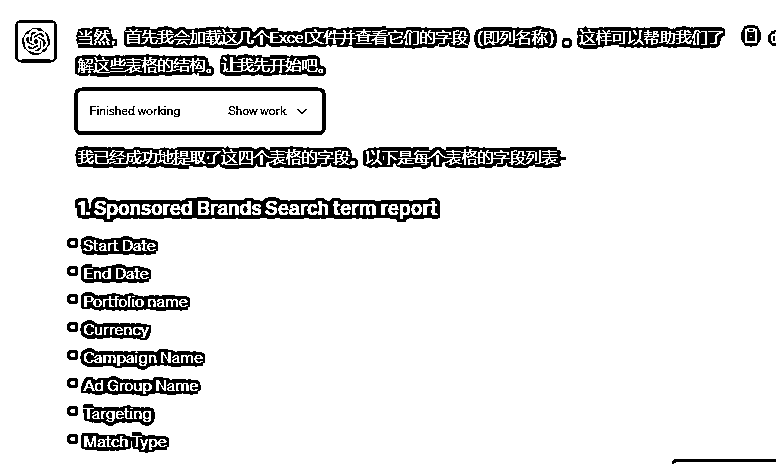 当然，首先我会加载这几个Excel文件并查看它们的字段（即列名称）。这样可以帮助我们了
解这些表格的结构。让我先开始吧。
Finished working Show work
我已经成功地提取了这四个表格的字段。以下是每个表格的字段列表
1. Sponsored Brands Search term report
Start Date
End Date
Portfolio name
Currency
Campaign Name
Ad Group Name
Targeting
Match Type